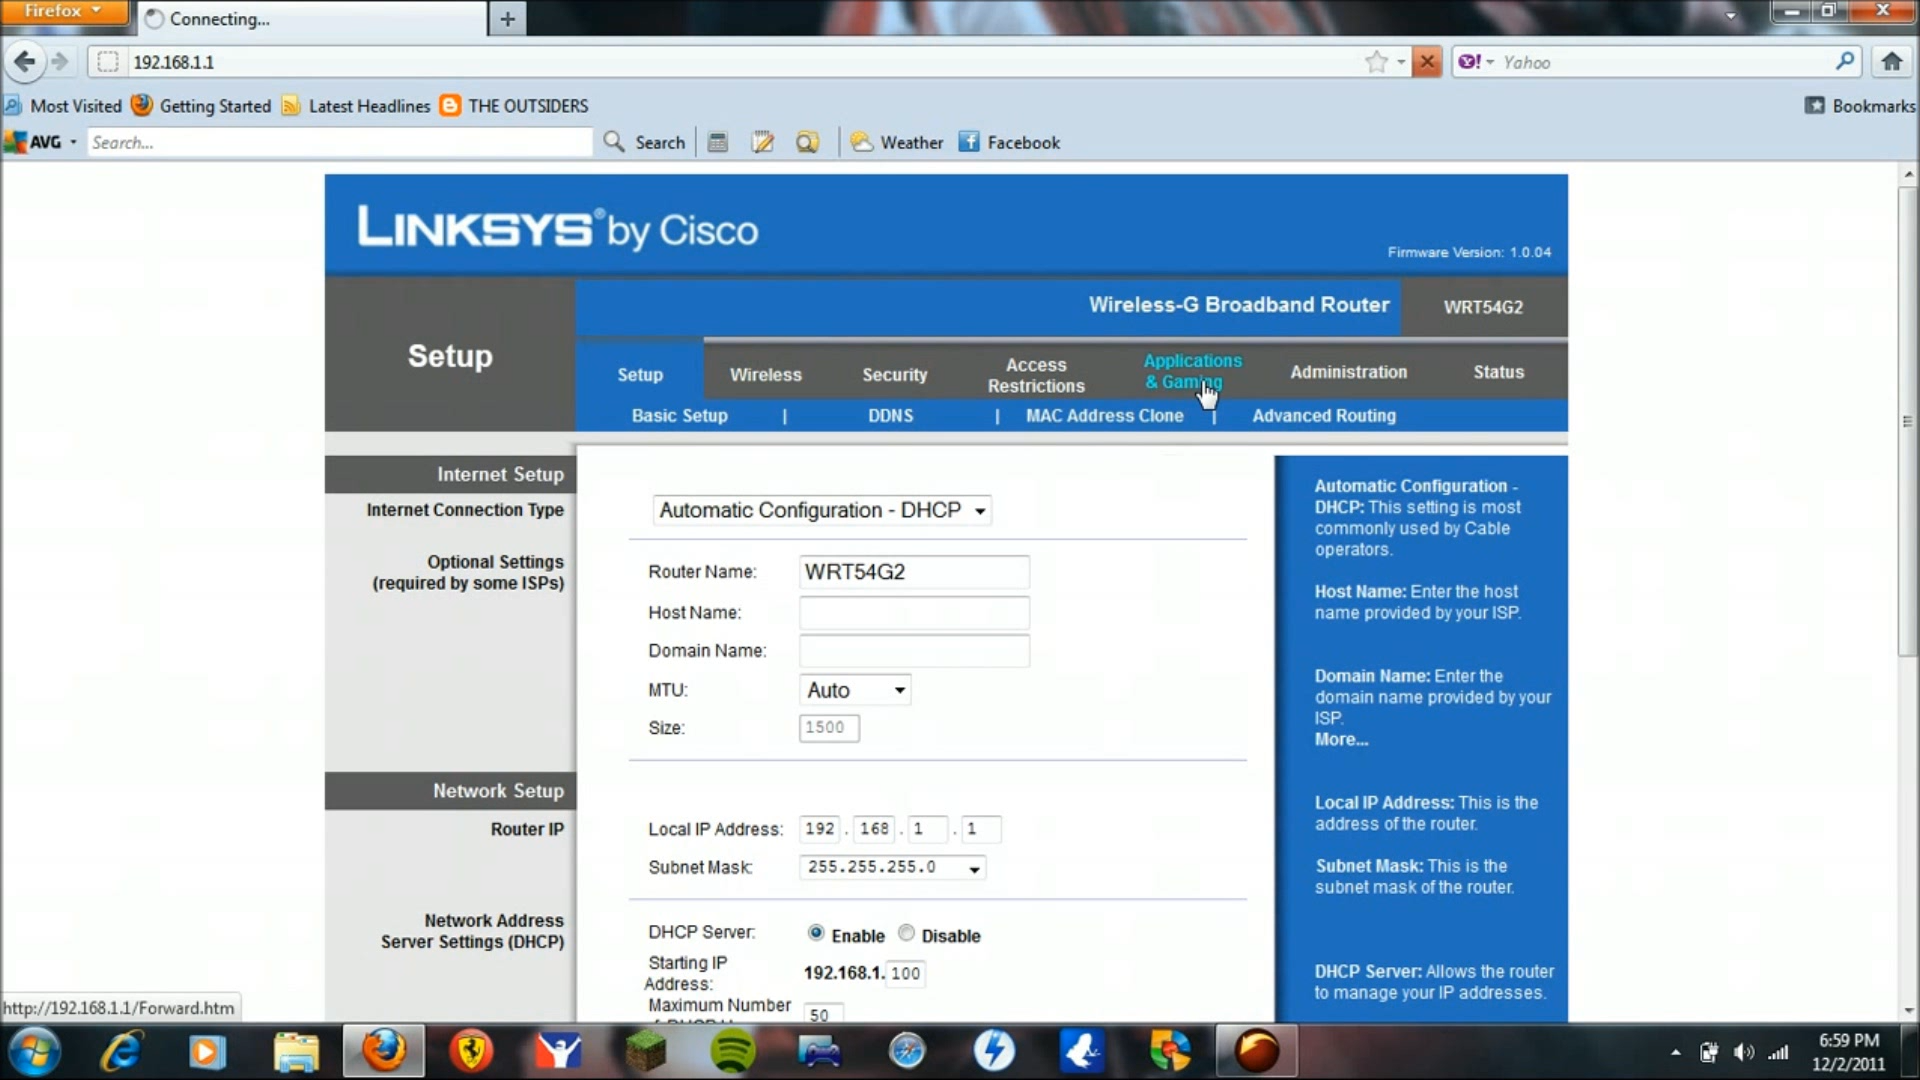 Firefox
Connecting...
192.168.1.1
Yahoo
Most Visited
Getting Started
Latest Headlines
THE OUTSIDERS
Bookmarks
AVG
Search...
Search
Weather
Facebook
LINKSYS® by Cisco
Firmware Version: 1.0.04
Wireless-G Broadband Router
WRT54G2
Setup
Setup
Wireless
Security
Access Restrictions
Applications & Gaming
Administration
Status
Basic Setup | DDNS | MAC Address Clone | Advanced Routing
Internet Setup
Internet Connection Type
Automatic Configuration - DHCP
Optional Settings
(required by some ISPs)
Router Name: WRT54G2
Host Name:
Domain Name:
MTU: Auto
Size: 1500
Network Setup
Router IP
Local IP Address: 192 . 168 . 1 . 1
Subnet Mask: 255.255.255.0
Network Address
Server Settings (DHCP)
DHCP Server: Enable Disable
Starting IP
Address: 192.168.1. 100
Maximum Number
50
Automatic Configuration -
DHCP: This setting is most
commonly used by Cable
operators.
Host Name: Enter the host
name provided by your ISP.
Domain Name: Enter the
domain name provided by your
ISP.
More...
Local IP Address: This is the
address of the router.
Subnet Mask: This is the
subnet mask of the router.
DHCP Server: Allows the router
to manage your IP addresses.
http://192.168.1.1/Forward.htm
6:59 PM
12/2/2011